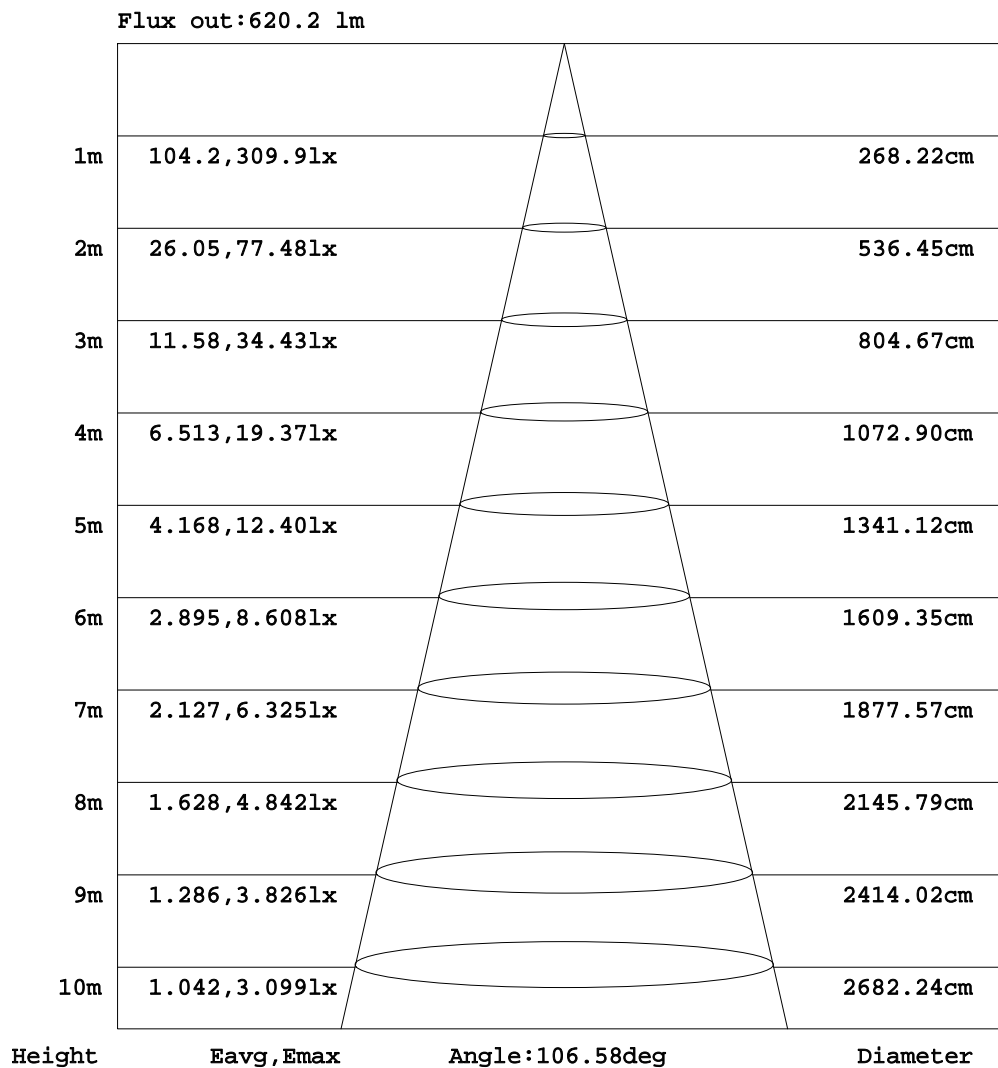 Flux out:620.2 lm
1m 104.2,309.9lx 268.22cm
2m 26.05,77.48lx 536.45cm
3m 11.58,34.43lx 804.67cm
4m 6.513,19.37lx 1072.90cm
5m 4.168,12.40lx 1341.12cm
6m 2.895,8.608lx 1609.35cm
7m 2.127,6.325lx 1877.57cm
8m 1.628,4.842lx 2145.79cm
9m 1.286,3.826lx 2414.02cm
10m 1.042,3.099lx 2682.24cm
Height Eavg,Emax Angle:106.58deg Diameter